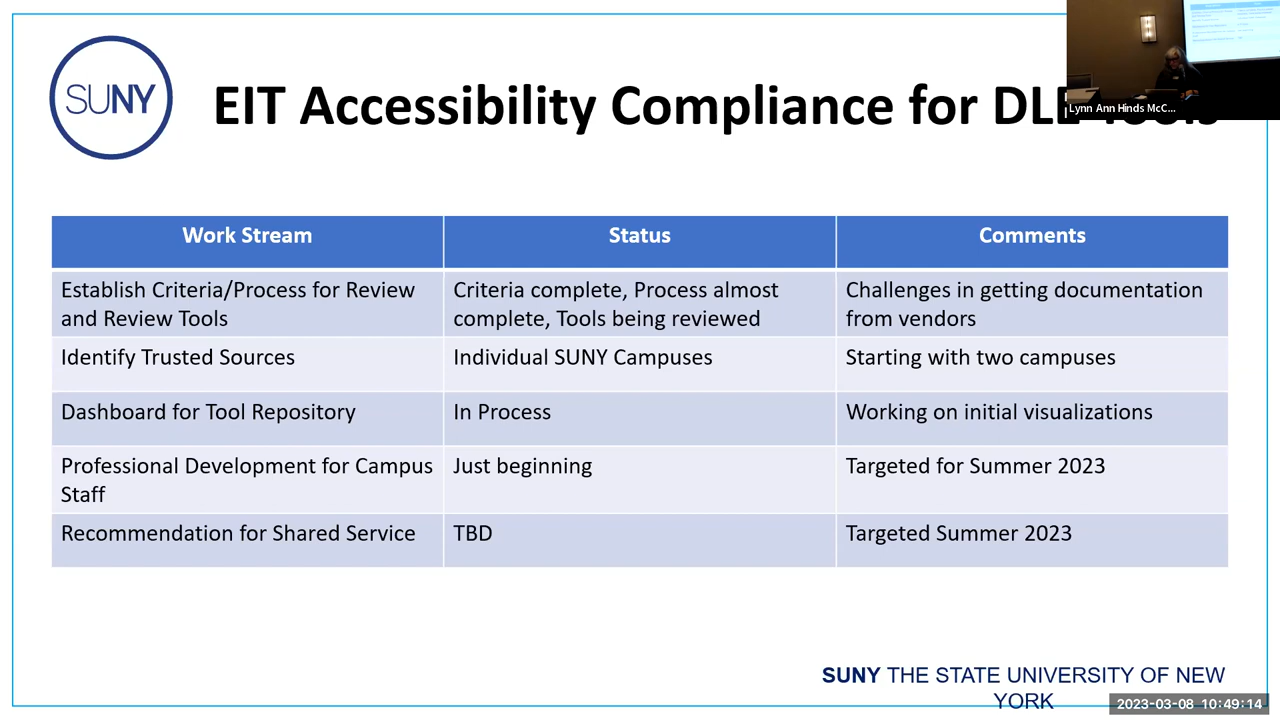 SUNY
EIT Accessibility Compliance for DLE Tools
Lynn Ann Hinds McC...
Work Stream
Status
Comments
Establish Criteria/Process for Review
and Review Tools
Criteria complete, Process almost
complete, Tools being reviewed
Challenges in getting documentation
from vendors
Identify Trusted Sources
Individual SUNY Campuses
Starting with two campuses
Dashboard for Tool Repository
In Process
Working on initial visualizations
Professional Development for Campus
Staff
Just beginning
Targeted for Summer 2023
Recommendation for Shared Service
TBD
Targeted Summer 2023
SUNY THE STATE UNIVERSITY OF NEW
YORK
2023-03-08 10:49:14